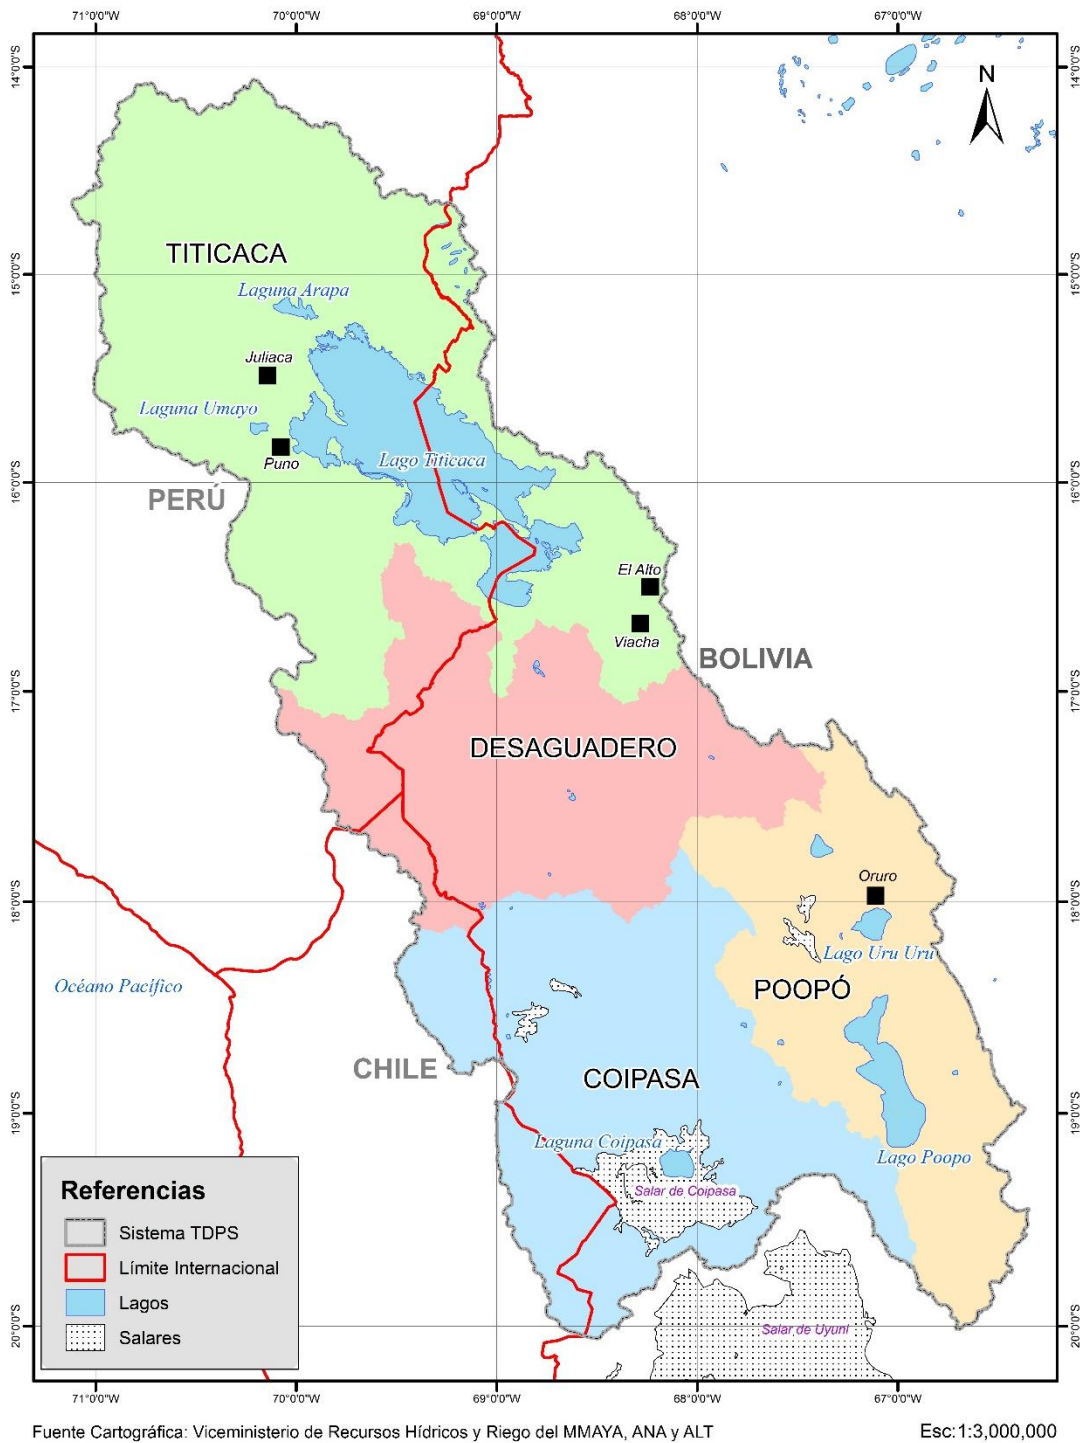 71°0'0"W 70°0'0"W 69°0'0"W 68°0'0"W 67°0'0"W
14°0'0"S 14°0'0"S
N
TITICACA
15°0'0"S 15°0'0"S
Laguna Arapa
Juliaca
Laguna Umayo
Puno
Lago Titicaca
16°0'0"S 16°0'0"S
PERÚ
El Alto
Viacha
BOLIVIA
17°0'0"S 17°0'0"S
DESAGUADERO
Oruro
18°0'0"S 18°0'0"S
Lago Uru Uru
Océano Pacífico
POOPÓ
CHILE
COIPASA
19°0'0"S 19°0'0"S
Laguna Coipasa
Lago Poopo
Salar de Coipasa
Referencias
Sistema TDPS
Límite Internacional
Lagos
Salares
20°0'0"S 20°0'0"S
Salar de Uyuni
71°0'0"W 70°0'0"W 69°0'0"W 68°0'0"W 67°0'0"W
Fuente Cartográfica: Viceministerio de Recursos Hídricos y Riego del MMAYA, ANA y ALT
Esc:1:3,000,000